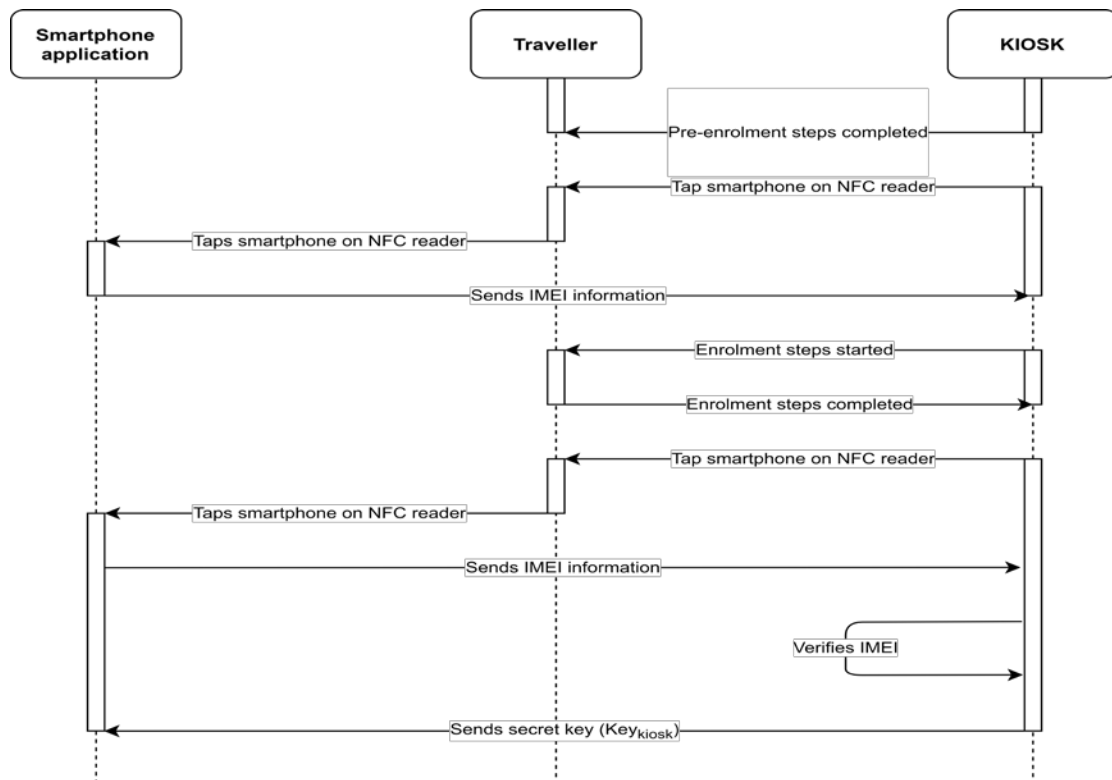 Smartphone
application
Traveller
KIOSK
Pre-enrolment steps completed
Tap smartphone on NFC reader
Taps smartphone on NFC reader
Sends IMEI information
Enrolment steps started
Enrolment steps completed
Tap smartphone on NFC reader
Taps smartphone on NFC reader
Sends IMEI information
Verifies IMEI
Sends secret key (Keykiosk)